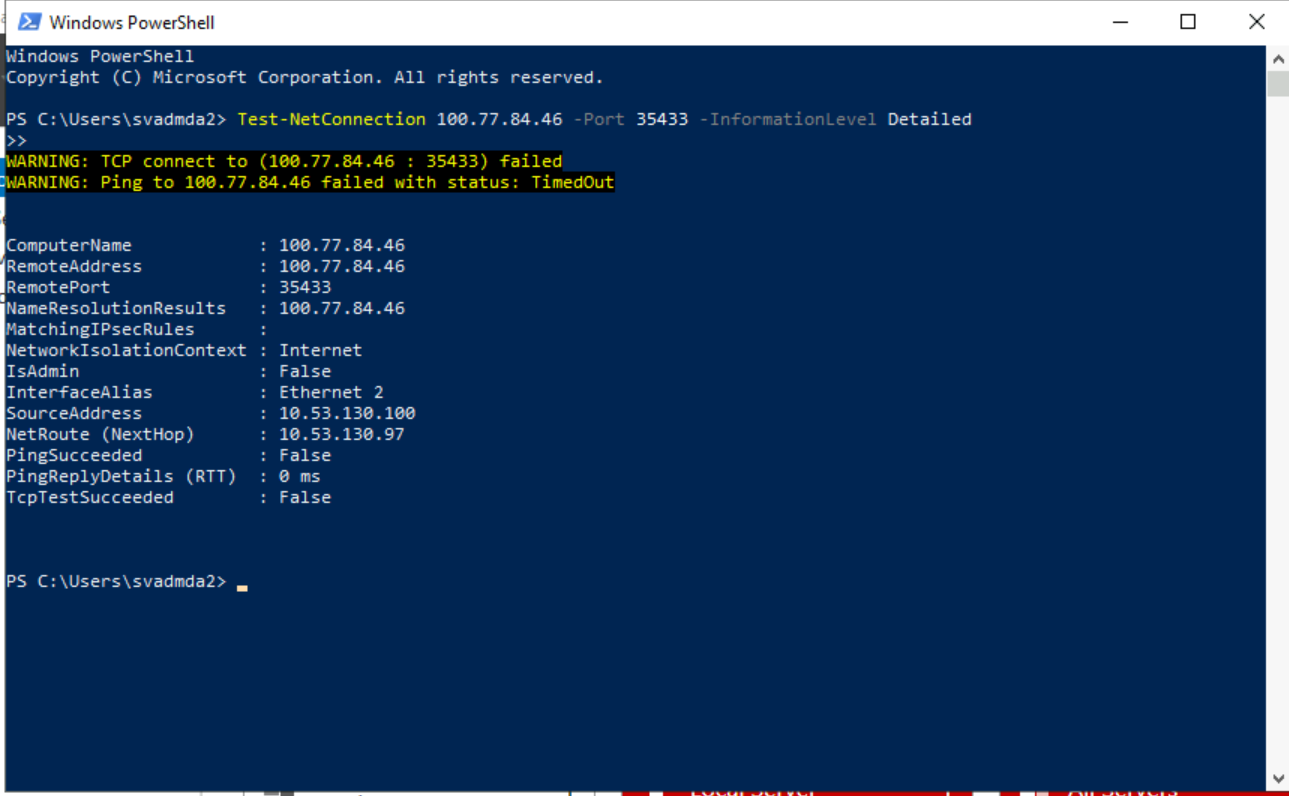 Windows PowerShell
Windows PowerShell
Copyright (C) Microsoft Corporation. All rights reserved.
PS C:\Users\svadmda2> Test-NetConnection 100.77.84.46 -Port 35433 -InformationLevel Detailed
>>
WARNING: TCP connect to (100.77.84.46 : 35433) failed
WARNING: Ping to 100.77.84.46 failed with status: TimedOut
ComputerName : 100.77.84.46
RemoteAddress : 100.77.84.46
RemotePort : 35433
NameResolutionResults : 100.77.84.46
MatchingIPsecRules :
NetworkIsolationContext : Internet
IsAdmin : False
InterfaceAlias : Ethernet 2
SourceAddress : 10.53.130.100
NetRoute (NextHop) : 10.53.130.97
PingSucceeded : False
PingReplyDetails (RTT) : 0 ms
TcpTestSucceeded : False
PS C:\Users\svadmda2>
Local Server All Servers